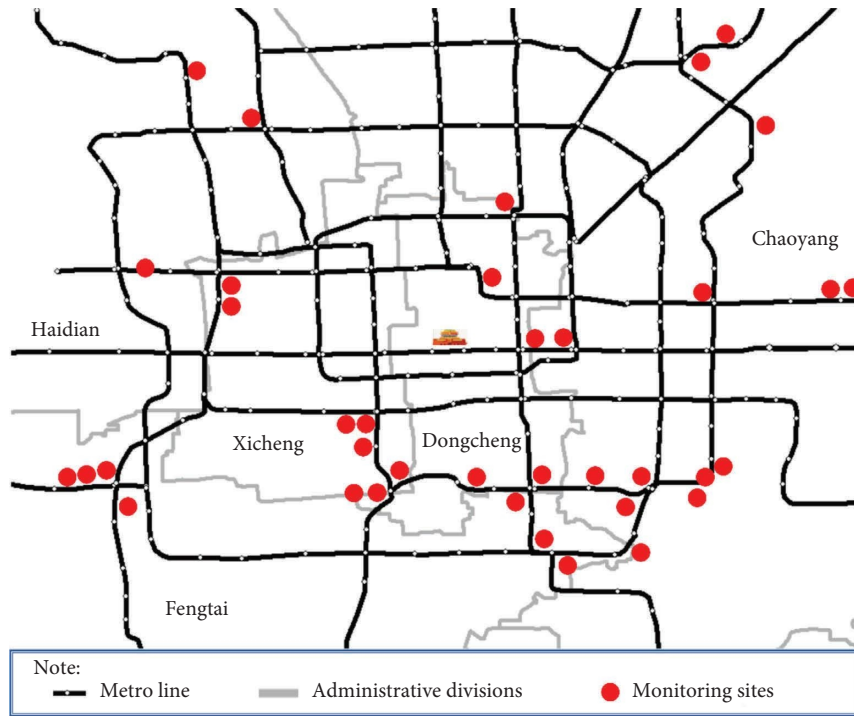 Chaoyang
Haidian
Xicheng
Dongcheng
Fengtai
Note:
Metro line
Administrative divisions
Monitoring sites